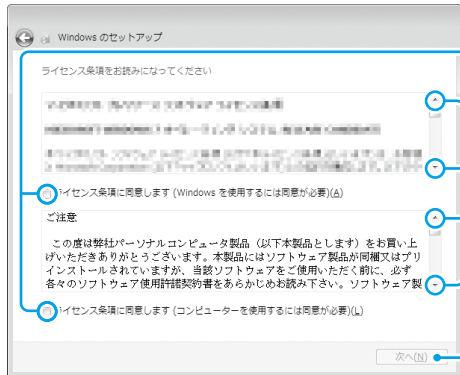 Windows のセットアップ
ライセンス条項をお読みになってください
ライセンス条項に同意します (Windows を使用するには同意が必要)(A)
ご注意
この度は弊社パーソナルコンピュータ製品（以下本製品とします）をお買い上
げいただきありがとうございます。本製品にはソフトウェア製品が同梱又はプリ
インストールされていますが、当該ソフトウェアをご使用いただく前に、必ず
各々のソフトウェア使用許諾契約書をあらかじめお読み下さい。ソフトウェア製
ライセンス条項に同意します (コンピューターを使用するには同意が必要)(L)
次へ(N)